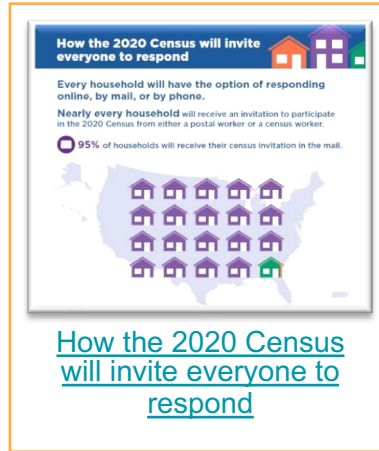 How the 2020 Census will invite
everyone to respond
Every household will have the option of responding
online, by mail, or by phone.
Nearly every household will receive an invitation to participate
in the 2020 Census from either a postal worker or a census worker.
95% of households will receive their census invitation in the mail.
How the 2020 Census
will invite everyone to
respond